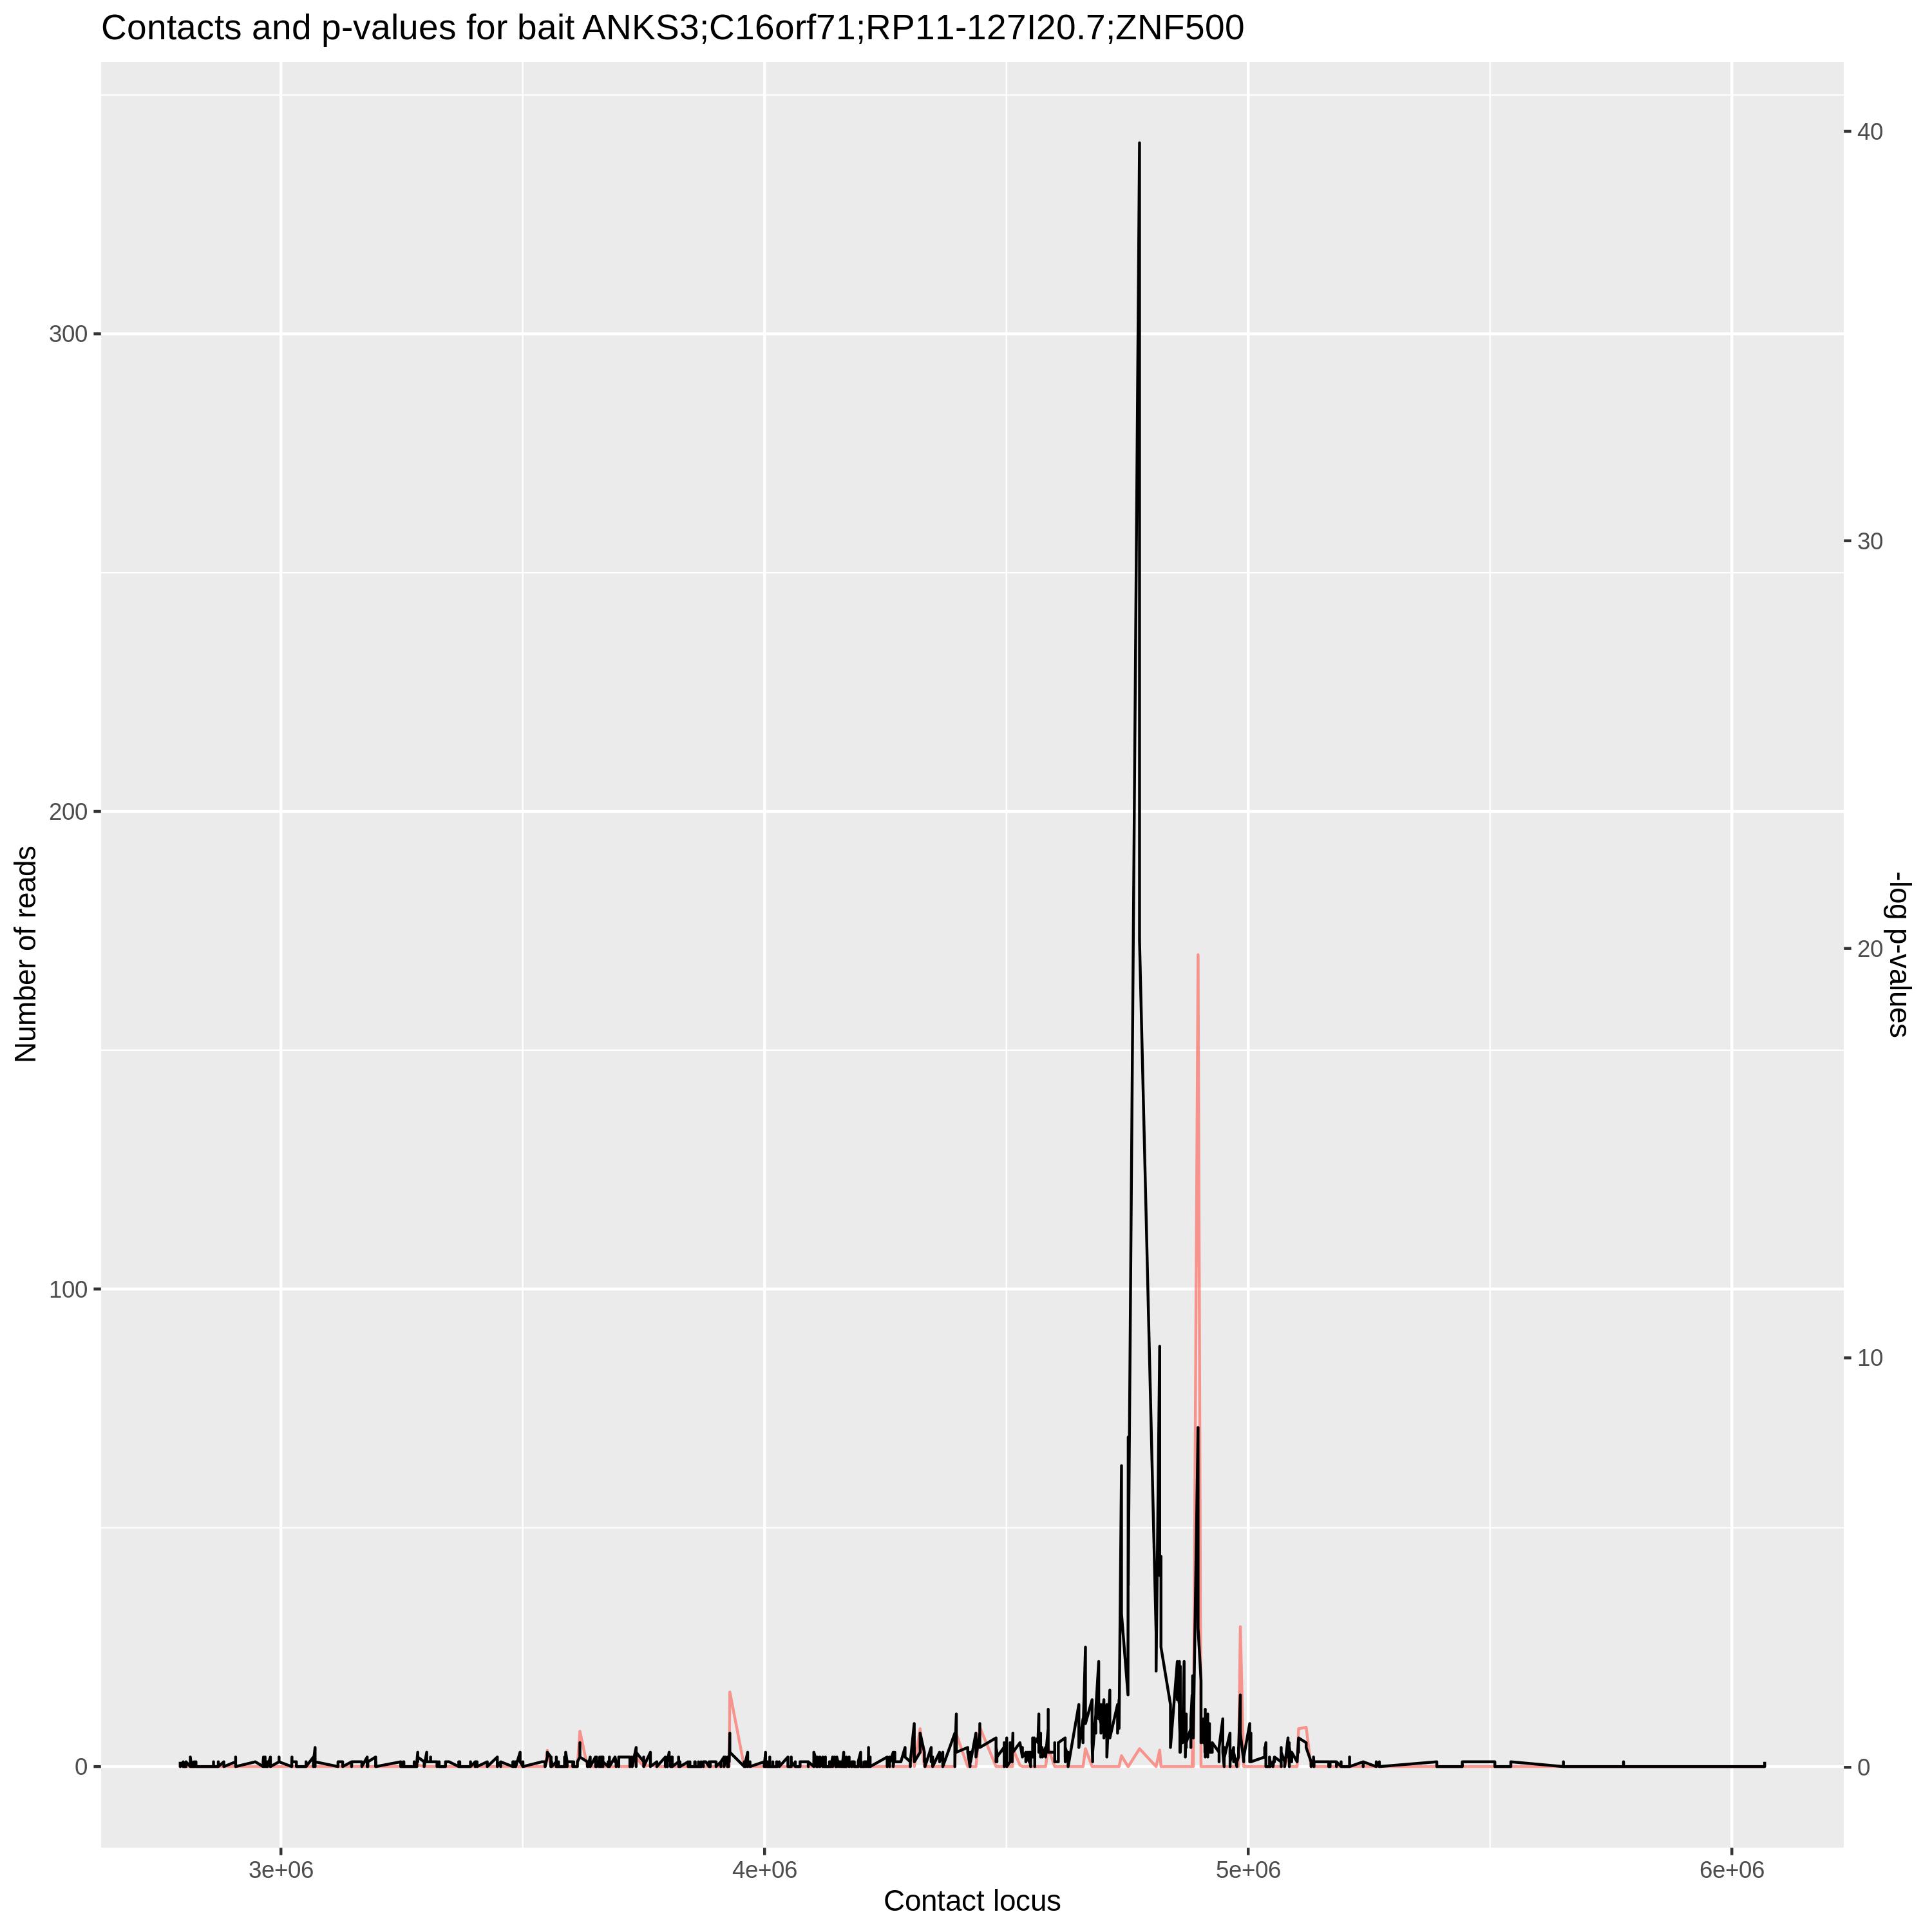 Contacts and p-values for bait ANKS3;C16orf71;RP11-127I20.7;ZNF500
Number of reads
300
200
100
0
40
30
20
10
0
-log p-values
3e+06
4e+06
5e+06
6e+06
Contact locus